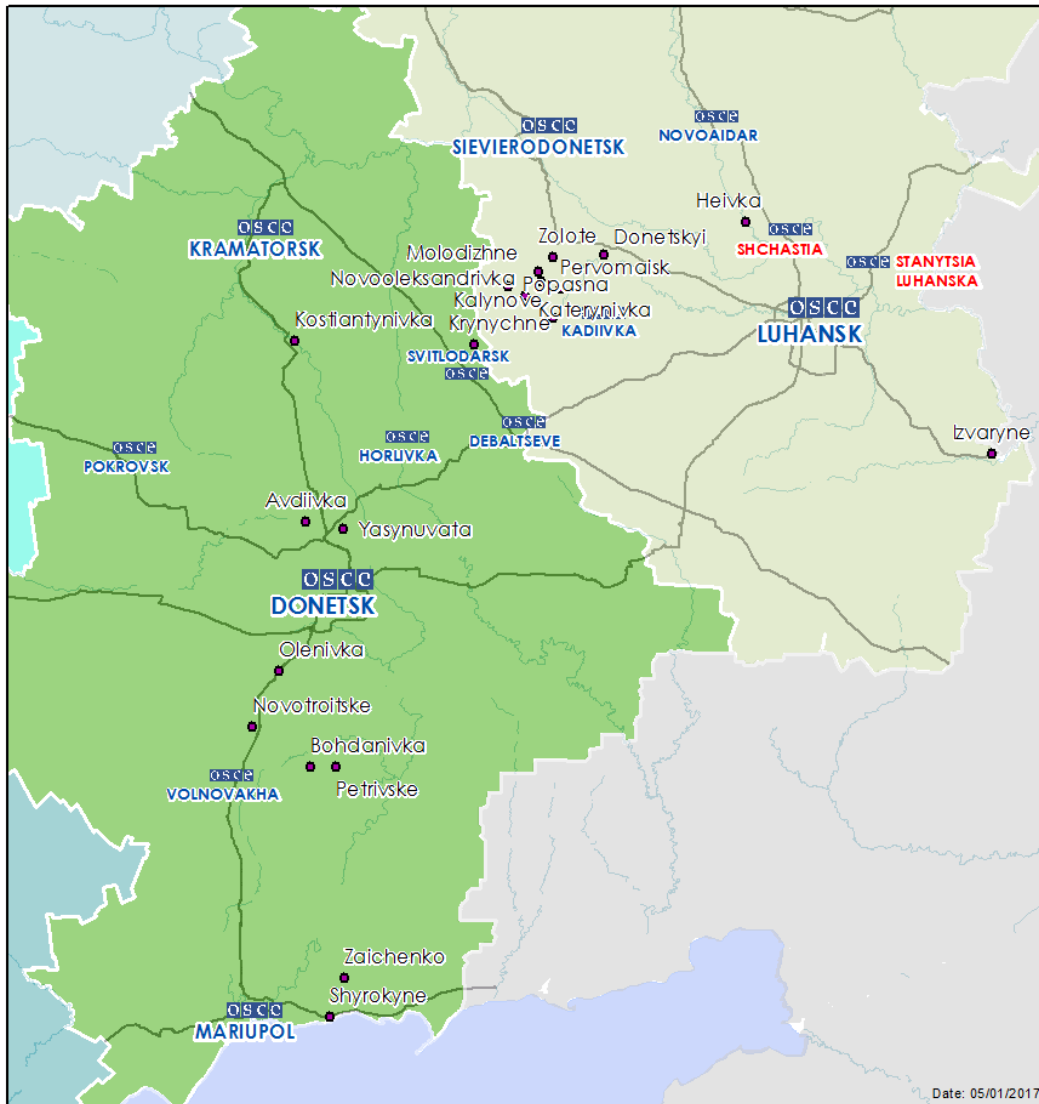 osce
SIEVIERODONETSK
osce
NOVOAIDAR
Heivka
osce
SHCHASTIA
osce
STANYTSIA
LUHANSKA
osce
KRAMATORSK
Zolote
Donetskyi
Molodizhne
Pervomaisk
Novooleksandrivka
Popasna
Kalynove
Katerynivka
KADIIVKA
Krynychne
Kostiantynivka
osce
LUHANSK
SVITLODARSK
osce
osce
DEBALTSEVE
osce
HORLIVKA
osce
POKROVSK
Izvaryne
Avdiivka
Yasynuvata
osce
DONETSK
Olenivka
Novotroitske
Bohdanivka
Petrivske
osce
VOLNOVAKHA
Zaichenko
Shyrokyne
osce
MARIUPOL
Date: 05/01/2017